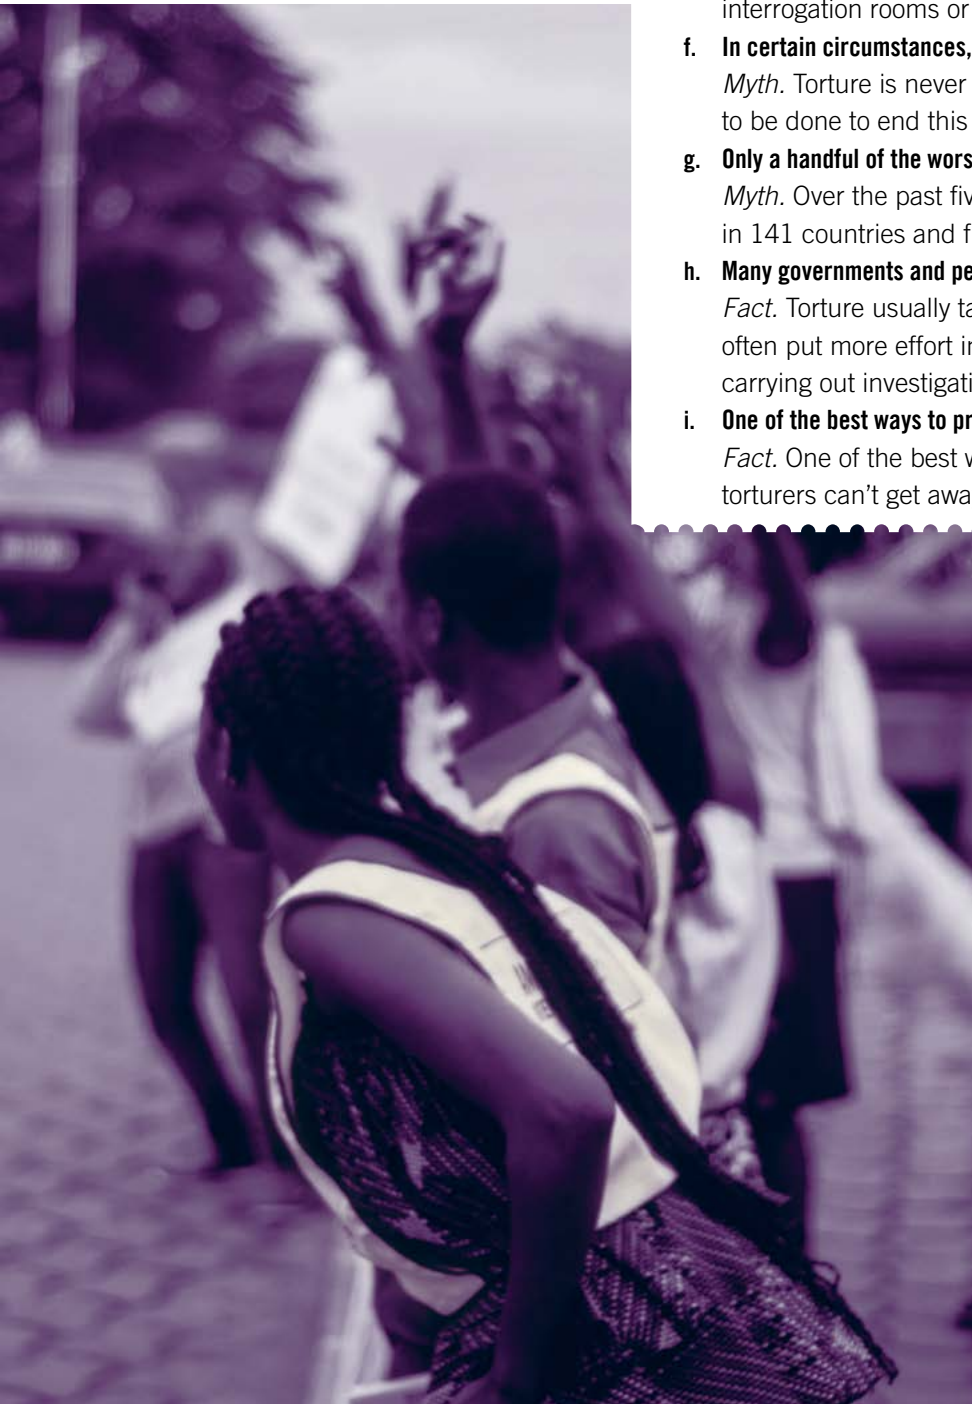 interrogation rooms or
f. In certain circumstances,
Myth. Torture is never
to be done to end this
g. Only a handful of the wors
Myth. Over the past fiv
in 141 countries and f
h. Many governments and pe
Fact. Torture usually ta
often put more effort i
carrying out investigati
i. One of the best ways to pr
Fact. One of the best w
torturers can't get awa